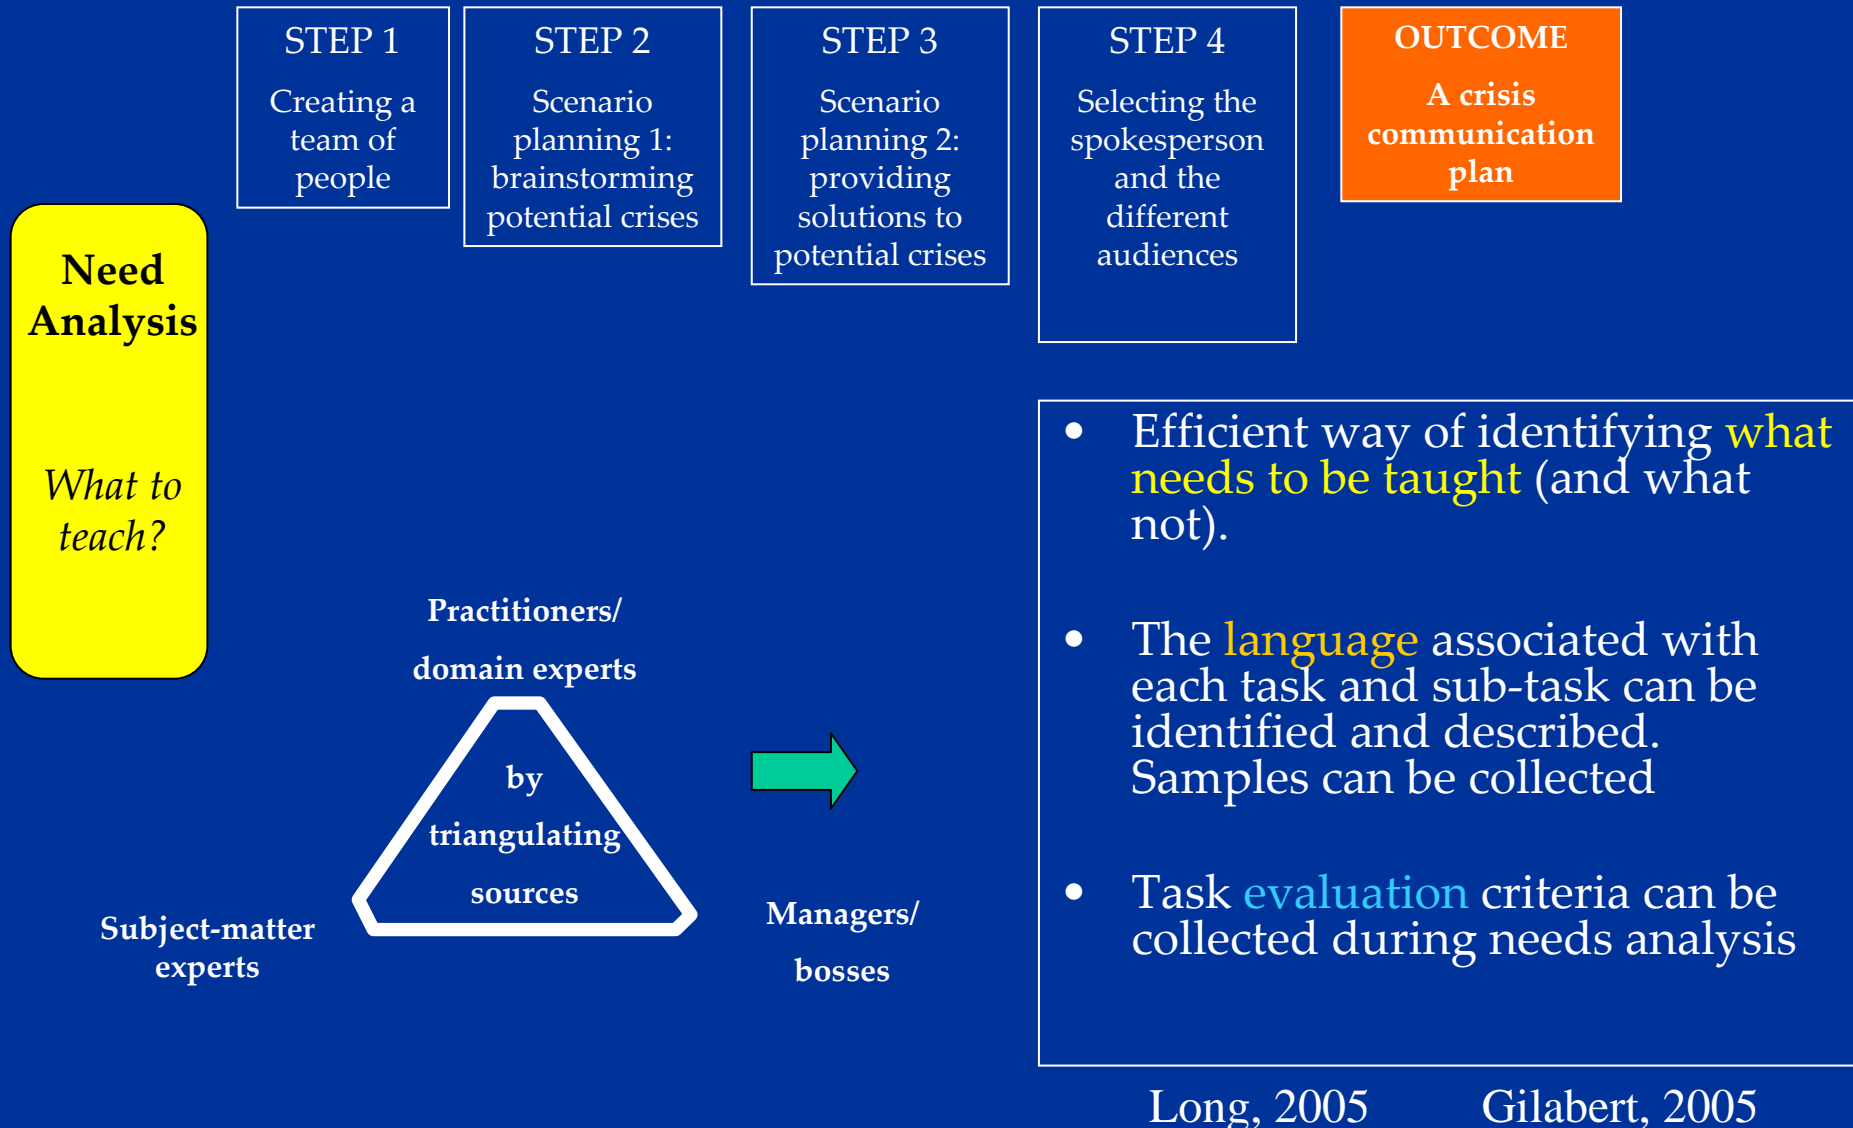 STEP 1
Creating a
team of
people
STEP 2
Scenario
planning 1:
brainstorming
potential crises
STEP 3
Scenario
planning 2:
providing
solutions to
potential crises
STEP 4
Selecting the
spokesperson
and the
different
audiences
OUTCOME
A crisis
communication
plan
Need
Analysis
What to
teach?
Practitioners/
domain experts
by
triangulating
sources
Subject-matter
experts
Managers/
bosses
• Efficient way of identifying what
needs to be taught (and what
not).
• The language associated with
each task and sub-task can be
identified and described.
Samples can be collected
• Task evaluation criteria can be
collected during needs analysis
Long, 2005 Gilabert, 2005